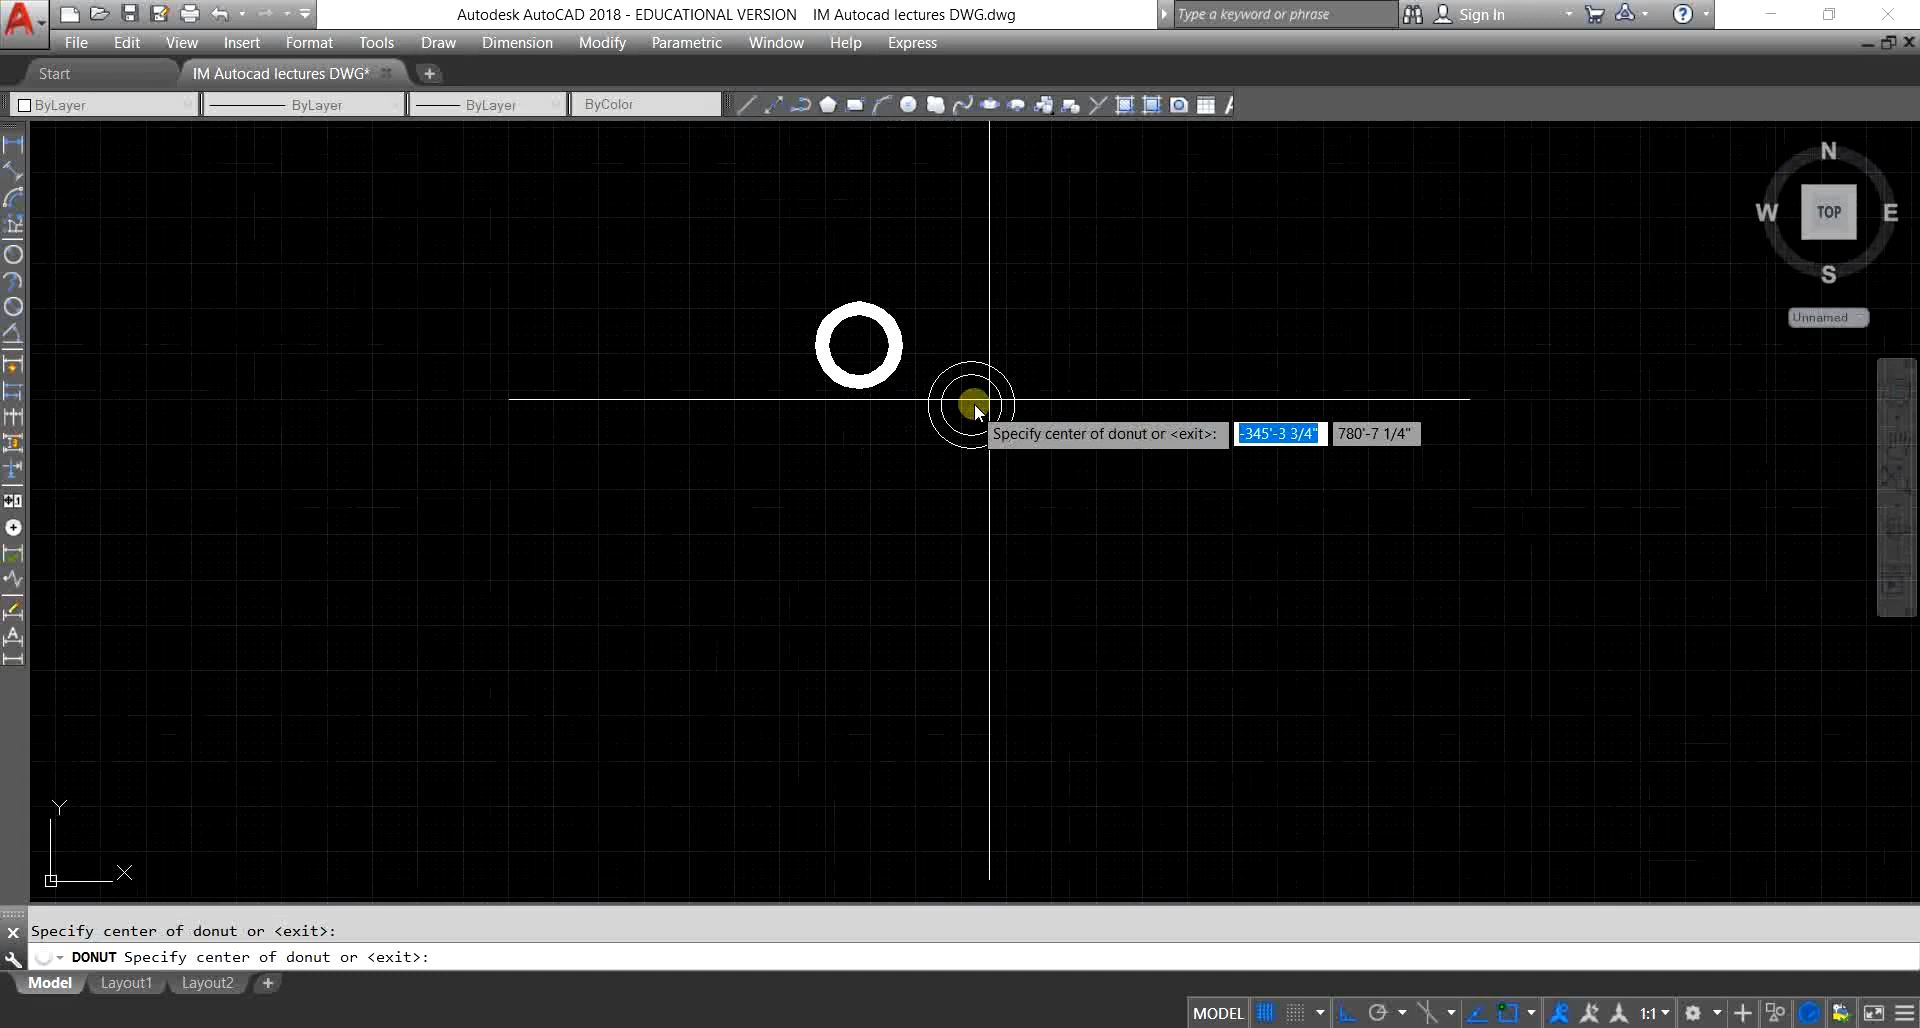 Autodesk AutoCAD 2018 - EDUCATIONAL VERSION IM Autocad lectures DWG.dwg
Type a keyword or phrase
Sign In
File Edit View Insert Format Tools Draw Dimension Modify Parametric Window Help Express
Start
IM Autocad lectures DWG*
ByLayer
ByLayer
ByLayer
ByColor
N
W
TOP
E
S
Unnamed
Specify center of donut or <exit>: -345'-3 3/4" 780'-7 1/4"
Y
X
Specify center of donut or <exit>:
DONUT Specify center of donut or <exit>:
Model Layout1 Layout2
MODEL
1:1